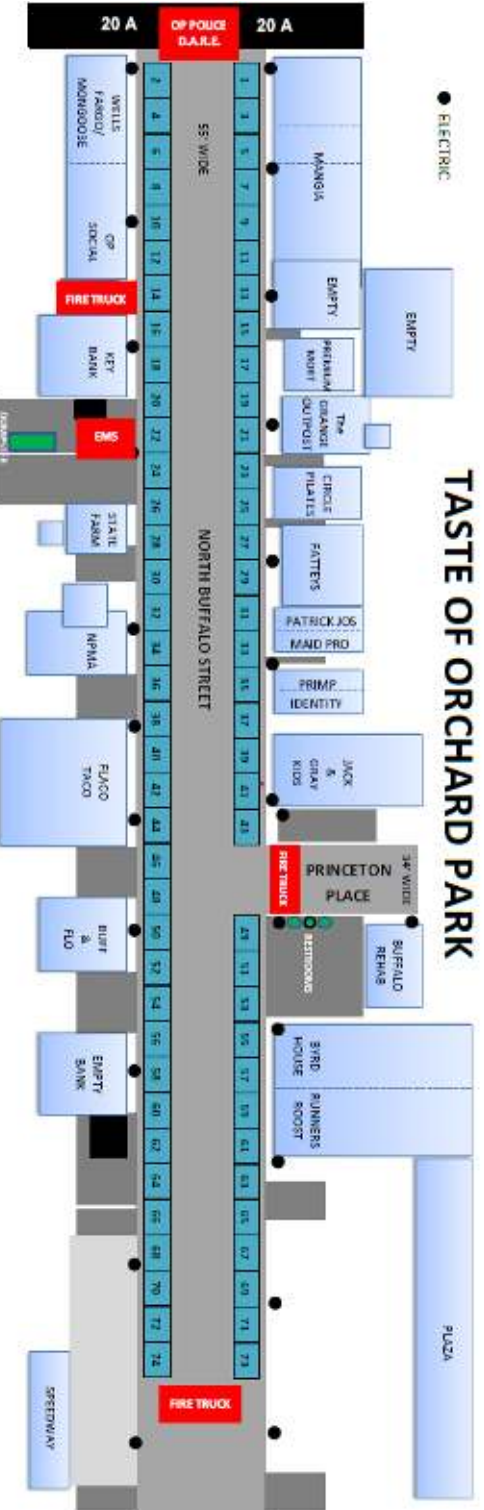 TASTE OF ORCHARD PARK
ELECTRIC
20 A
OP POLICE
D.A.R.E.
20 A
55' WIDE
NORTH BUFFALO STREET
MANGIA
EMPTY
EMPTY
PREMIUM
MORT
The
GRANGE
OUTPOST
CIRCLE
PILATES
FATTEYS
PATRICK JOS
MAID PRO
PRIMP
IDENTITY
JACK
&
GRAY
KIDS
FIRE TRUCK
PRINCETON
PLACE
34' WIDE
RESTROOMS
BUFFALO
REHAB
BYRD
HOUSE
RUNNERS
ROOST
PLAZA
1 3 5 7 9 11 13 15 17 19 21 23 25 27 29 31 33 35 37 39 41 43
49 51 53 55 57 59 61 63 65 67 69 71 73
2 4 6 8 10 12 14 16 18 20 22 24 26 28 30 32 34 36 38 40 42 44 46 48 50 52 54 56 58 60 62 64 66 68 70 72 74
WELLS
FARGO/
MONGOOSE
OP
SOCIAL
FIRE TRUCK
KEY
BANK
DUMPSTER
EMS
STATE
FARM
NPMA
FLACO
TACO
BUFF
&
FLO
EMPTY
BANK
SPEEDWAY
FIRE TRUCK